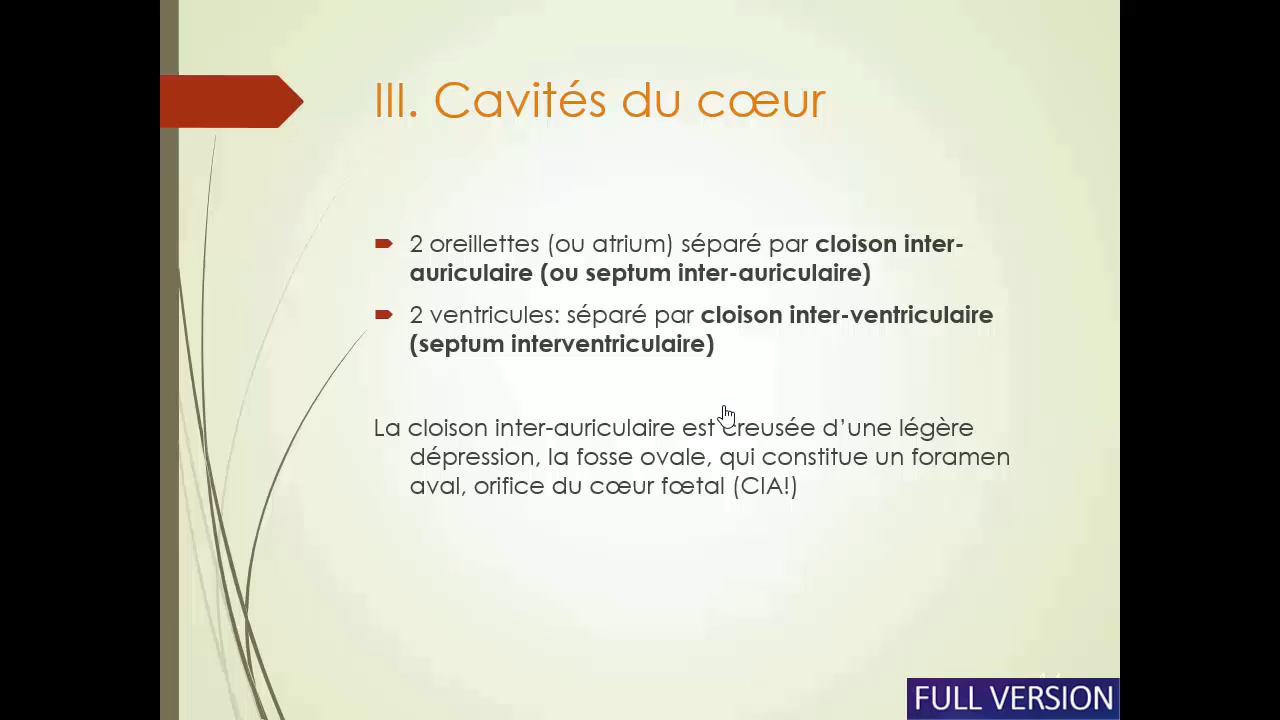 III. Cavités du cœur
2 oreillettes (ou atrium) séparé par cloison inter-
auriculaire (ou septum inter-auriculaire)
2 ventricules: séparé par cloison inter-ventriculaire
(septum interventriculaire)
La cloison inter-auriculaire est creusée d’une légère
dépression, la fosse ovale, qui constitue un foramen
aval, orifice du cœur fœtal (CIA!)
FULL VERSION